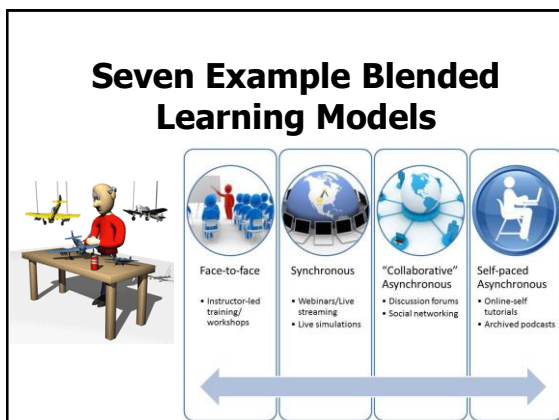 Seven Example Blended
Learning Models
Face-to-face
• Instructor-led
training/
workshops
Synchronous
• Webinars/Live
streaming
• Live simulations
"Collaborative"
Asynchronous
• Discussion forums
• Social networking
Self-paced
Asynchronous
• Online-self
tutorials
• Archived podcasts